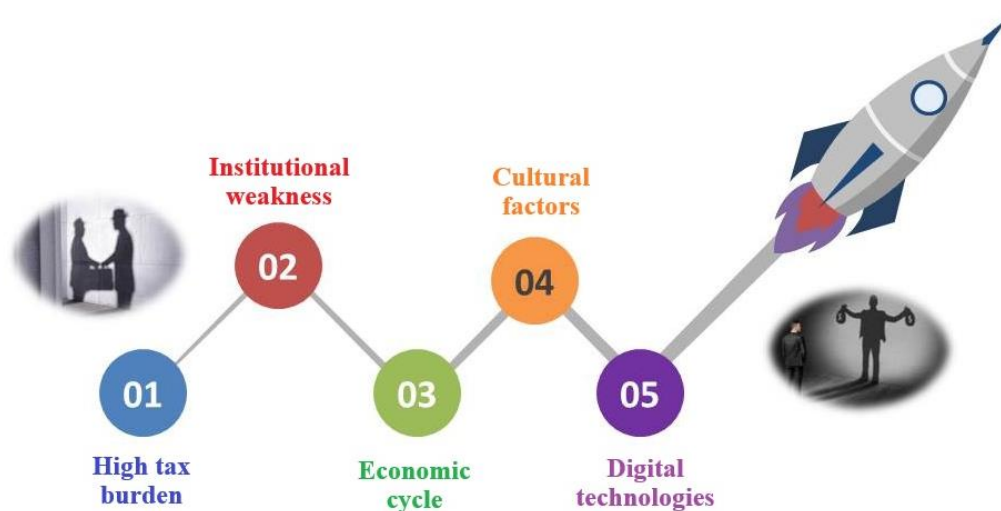 01
High tax
burden
02
Institutional
weakness
03
Economic
cycle
04
Cultural
factors
05
Digital
technologies